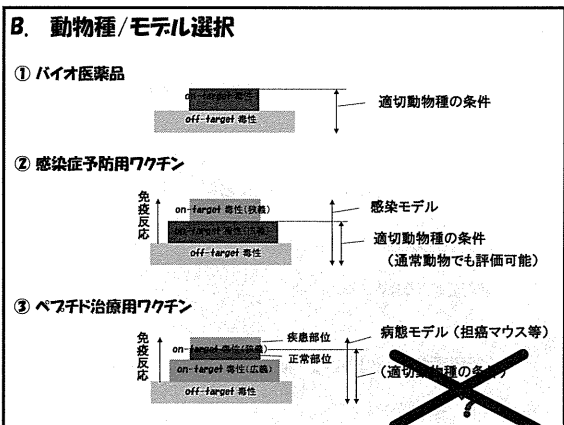 B. 動物種/モデル選択
① バイオ医薬品
on-target 毒性
off-target 毒性
適切動物種の条件
② 感染症予防用ワクチン
免疫反応
on-target 毒性(狭義)
on-target 毒性(広義)
off-target 毒性
感染モデル
適切動物種の条件
(通常動物でも評価可能)
③ ペプチド治療用ワクチン
免疫反応
on-target 毒性(狭義)
on-target 毒性(広義)
off-target 毒性
疾患部位
正常部位
病態モデル(担癌マウス等)
(適切動物種の条件)
?